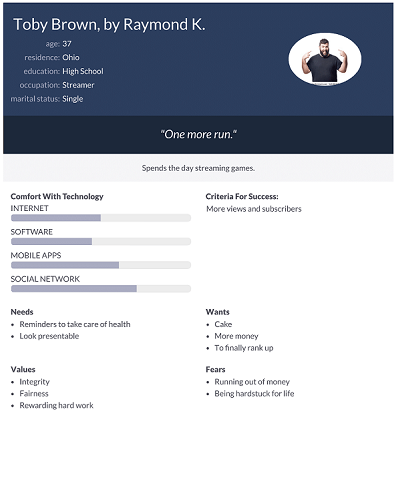 Toby Brown, by Raymond K.
age: 37
residence: Ohio
education: High School
occupation: Streamer
marital status: Single
"One more run."
Spends the day streaming games.
Comfort With Technology
INTERNET
SOFTWARE
MOBILE APPS
SOCIAL NETWORK
Criteria For Success:
More views and subscribers
Needs
• Reminders to take care of health
• Look presentable
Wants
• Cake
• More money
• To finally rank up
Values
• Integrity
• Fairness
• Rewarding hard work
Fears
• Running out of money
• Being hardstuck for life